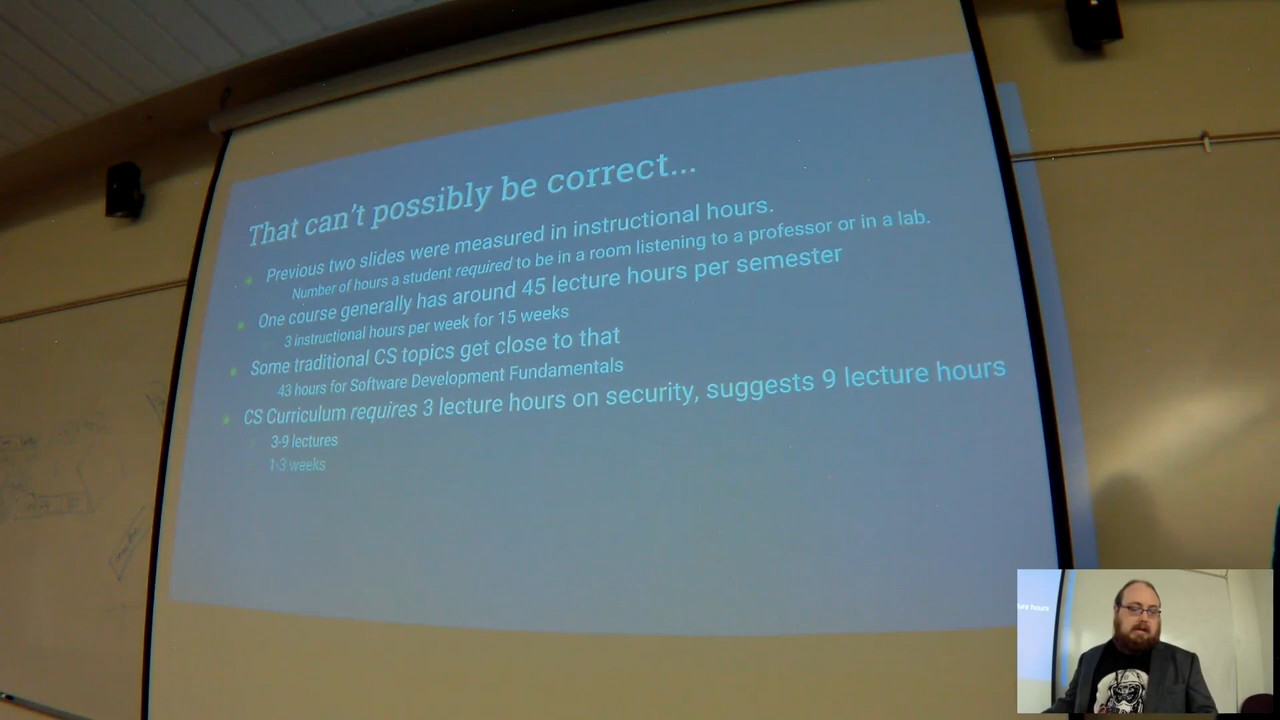 That can't possibly be correct...
Previous two slides were measured in instructional hours.
Number of hours a student required to be in a room listening to a professor or in a lab.
One course generally has around 45 lecture hours per semester
3 instructional hours per week for 15 weeks
Some traditional CS topics get close to that
43 hours for Software Development Fundamentals
CS Curriculum requires 3 lecture hours on security, suggests 9 lecture hours
3-9 lectures
1-3 weeks
ure hours